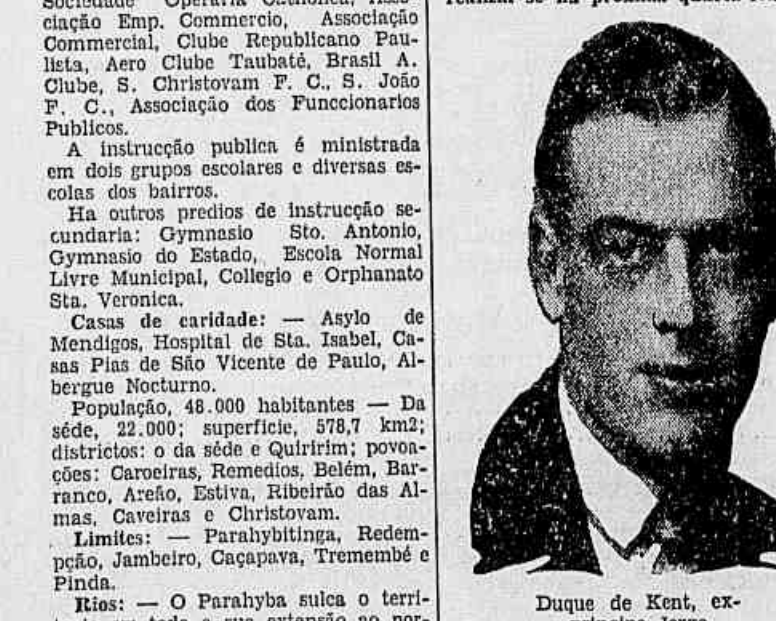 Sociedade Operaria Catholica, Asso-
ciação Emp. Commercio, Associação
Commercial, Clube Republicano Pau-
lista, Aero Clube Taubaté, Brasil A.
Clube, S. Christovam F. C., S. João
F. C., Associação dos Funccionarios
Publicos.
A instrucção publica é ministrada
em dois grupos escolares e diversas es-
colas dos bairros.
Ha outros predios de instrucção se-
cundaria: Gymnasio Sto. Antonio,
Gymnasio do Estado, Escola Normal
Livre Municipal, Collegio e Orphanato
Sta. Veronica.
Casas de caridade: — Asylo de
Mendigos, Hospital de Sta. Isabel, Ca-
sas Pias de São Vicente de Paulo, Al-
bergue Nocturno.
População, 48.000 habitantes — Da
séde, 22.000; superficie, 578,7 km2;
districtos: o da séde e Quiririm; povoa-
ções: Caroeiras, Remedios, Belém, Bar-
ranco, Areão, Estiva, Ribeirão das Al-
mas, Caveiras e Christovam.
Limites: — Parahybitinga, Redem-
pção, Jambeiro, Caçapava, Tremembé e
Pinda.
Rios: — O Parahyba sulca o terri-
Duque de Kent, ex-